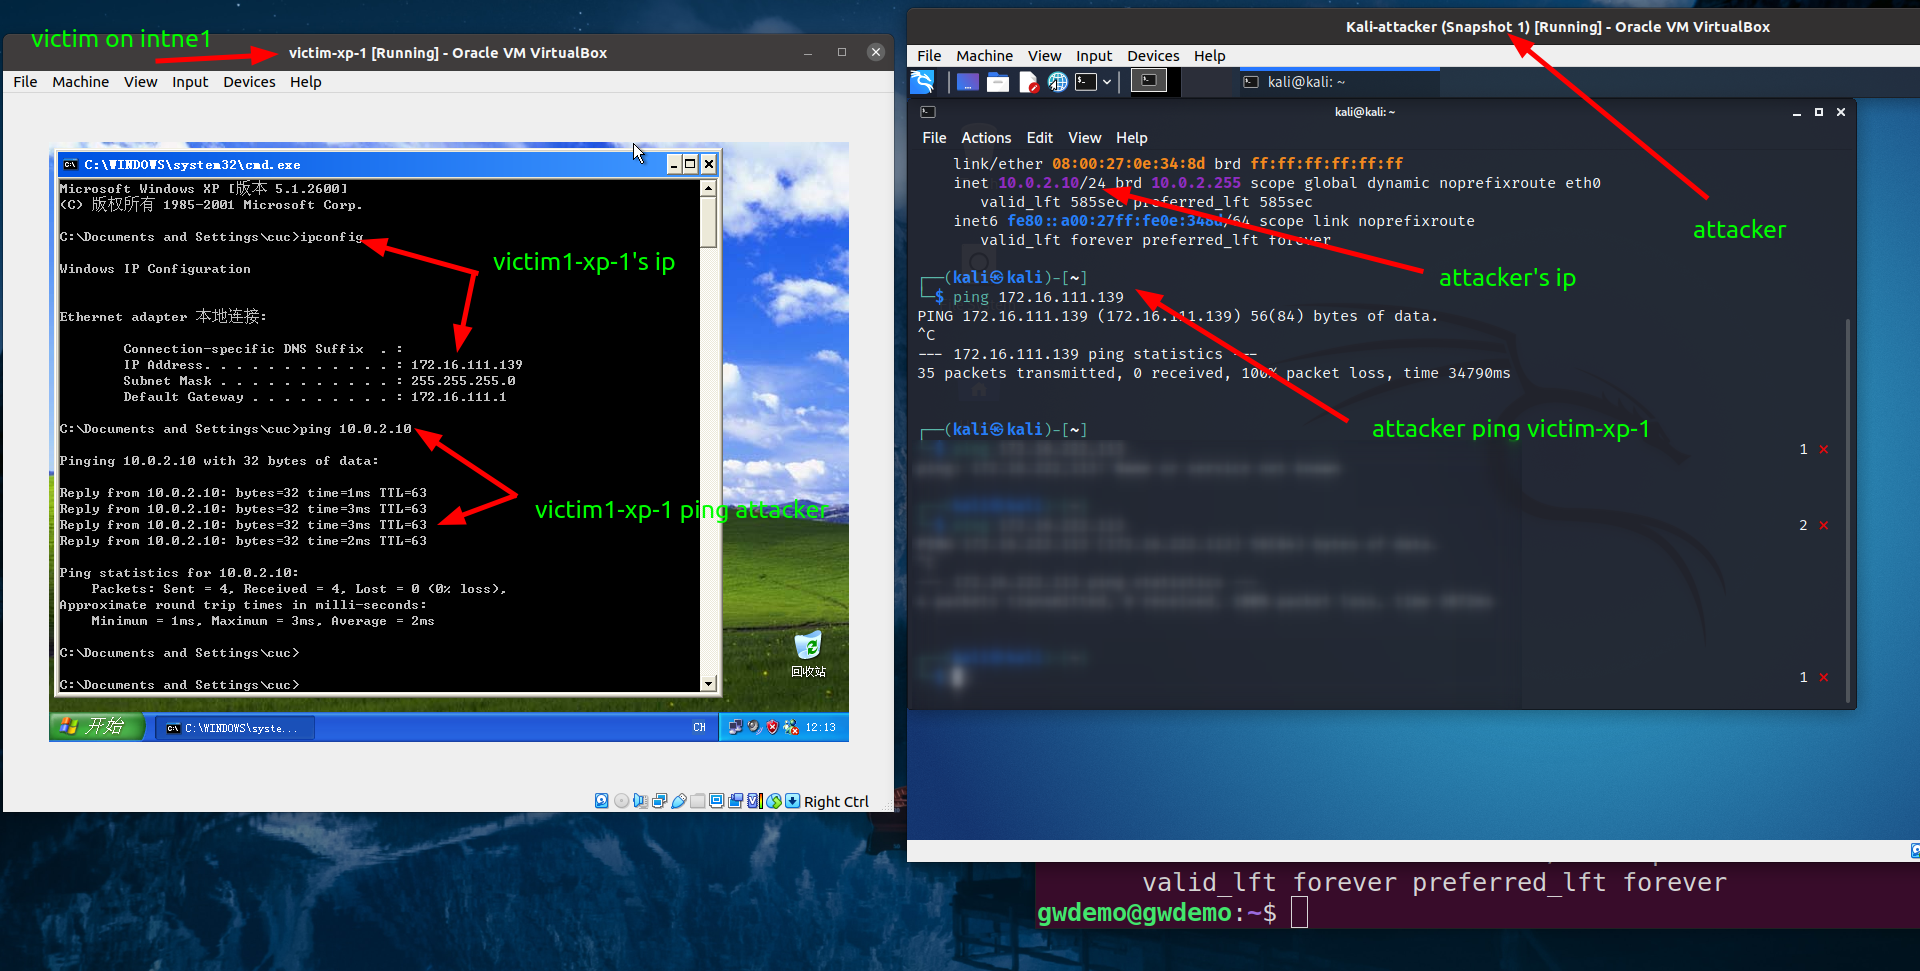 victim on intne1
victim-xp-1 [Running] - Oracle VM VirtualBox
File Machine View Input Devices Help
C:\WINDOWS\system32\cmd.exe
Microsoft Windows XP [版本 5.1.2600]
(C) 版权所有 1985-2001 Microsoft Corp.
C:\Documents and Settings\cuc>ipconfig
victim1-xp-1's ip
Windows IP Configuration
Ethernet adapter 本地连接:
Connection-specific DNS Suffix . :
IP Address. . . . . . . . . . . . : 172.16.111.139
Subnet Mask . . . . . . . . . . . : 255.255.255.0
Default Gateway . . . . . . . . . : 172.16.111.1
C:\Documents and Settings\cuc>ping 10.0.2.10
Pinging 10.0.2.10 with 32 bytes of data:
Reply from 10.0.2.10: bytes=32 time=1ms TTL=63
Reply from 10.0.2.10: bytes=32 time=3ms TTL=63
Reply from 10.0.2.10: bytes=32 time=3ms TTL=63
Reply from 10.0.2.10: bytes=32 time=2ms TTL=63
victim1-xp-1 ping attacker
Ping statistics for 10.0.2.10:
Packets: Sent = 4, Received = 4, Lost = 0 (0% loss),
Approximate round trip times in milli-seconds:
Minimum = 1ms, Maximum = 3ms, Average = 2ms
C:\Documents and Settings\cuc>
C:\Documents and Settings\cuc>
回收站
开始
C:\WINDOWS\syste...
CH
12:13
Right Ctrl
Kali-attacker (Snapshot 1) [Running] - Oracle VM VirtualBox
File Machine View Input Devices Help
kali@kali: ~
kali@kali: ~
File Actions Edit View Help
link/ether 08:00:27:0e:34:8d brd ff:ff:ff:ff:ff:ff
inet 10.0.2.10/24 brd 10.0.2.255 scope global dynamic noprefixroute eth0
valid_lft 585sec preferred_lft 585sec
inet6 fe80::a00:27ff:fe0e:348d/64 scope link noprefixroute
valid_lft forever preferred_lft forever
attacker
attacker's ip
(kali㉿kali)-[~]
$ ping 172.16.111.139
PING 172.16.111.139 (172.16.111.139) 56(84) bytes of data.
^C
--- 172.16.111.139 ping statistics ---
35 packets transmitted, 0 received, 100% packet loss, time 34790ms
attacker ping victim-xp-1
(kali㉿kali)-[~]
1 ⨯
2 ⨯
1 ⨯
valid_lft forever preferred_lft forever
gwdemo@gwdemo:~$